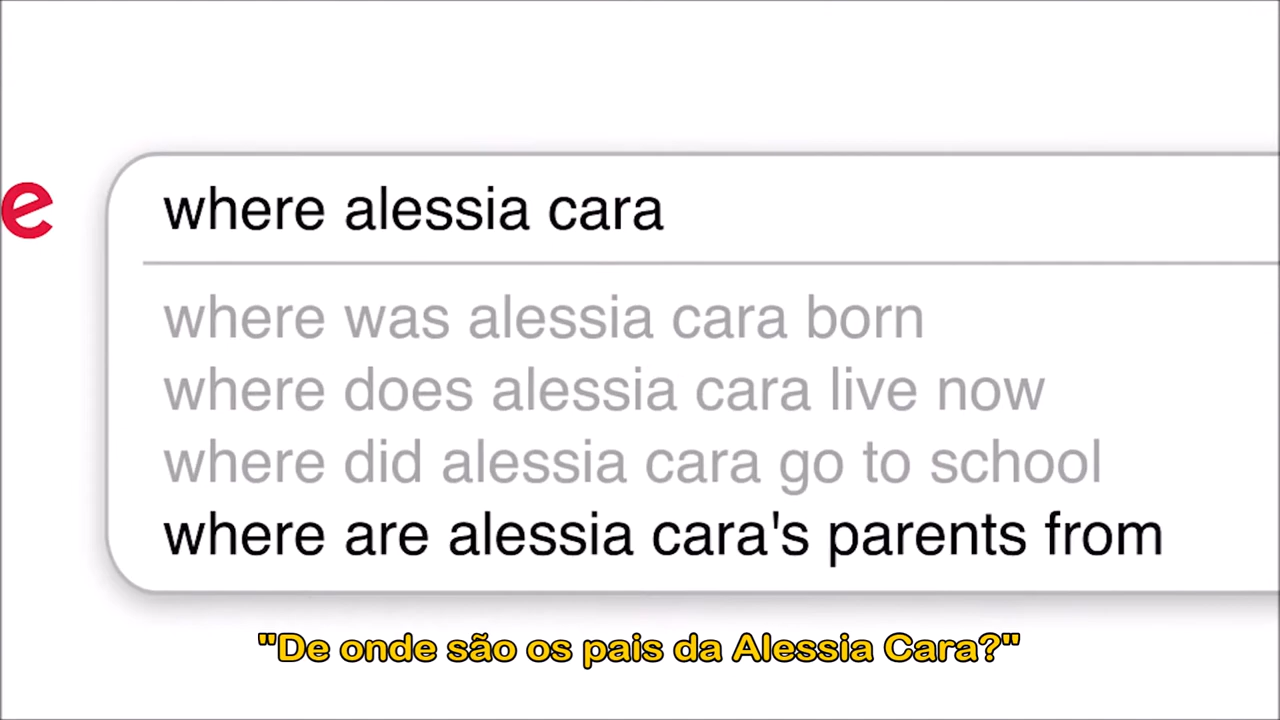 e
where alessia cara
where was alessia cara born
where does alessia cara live now
where did alessia cara go to school
where are alessia cara's parents from
"De onde são os pais da Alessia Cara?"